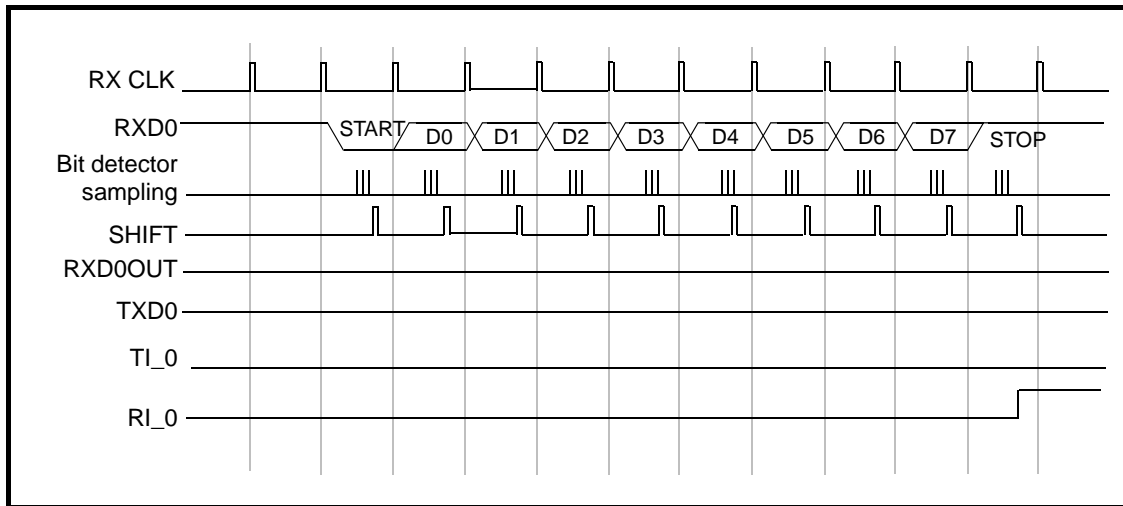 RX CLK
RXD0
START D0 D1 D2 D3 D4 D5 D6 D7 STOP
Bit detector
sampling
SHIFT
RXD0OUT
TXD0
TI_0
RI_0